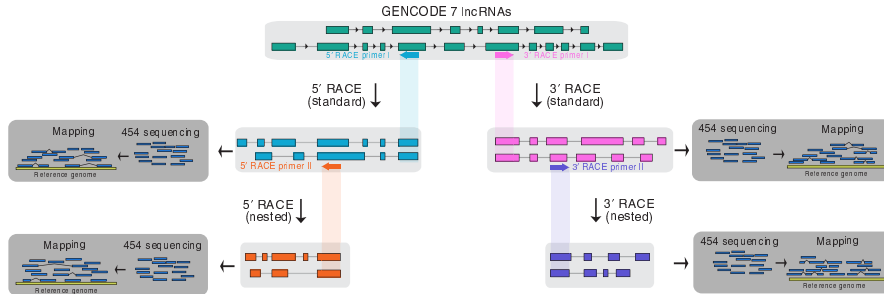 GENCODE 7 lncRNAs
5′ RACE primer I
3′ RACE primer I
5′ RACE
(standard)
3′ RACE
(standard)
Mapping
454 sequencing
Reference genome
5′ RACE primer II
3′ RACE primer II
454 sequencing
Mapping
Reference genome
5′ RACE
(nested)
3′ RACE
(nested)
Mapping
454 sequencing
Reference genome
454 sequencing
Mapping
Reference genome